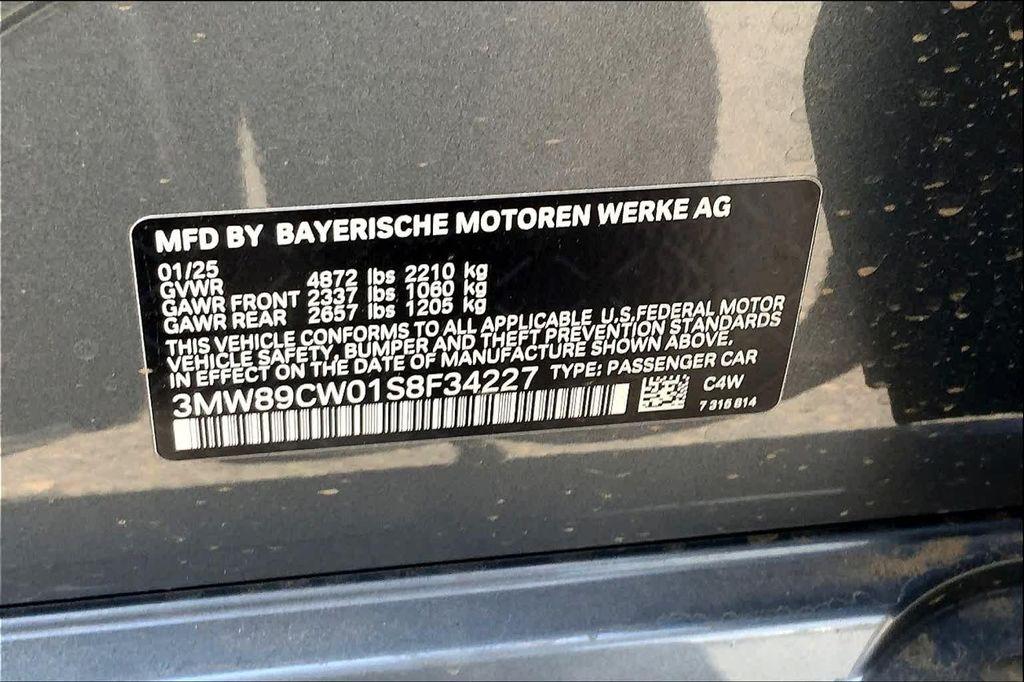 MFD BY BAYERISCHE MOTOREN WERKE AG
01/25
GVWR 4872 lbs 2210 kg
GAWR FRONT 2337 lbs 1060 kg
GAWR REAR 2657 lbs 1205 kg
THIS VEHICLE CONFORMS TO ALL APPLICABLE U.S.FEDERAL MOTOR
VEHICLE SAFETY, BUMPER AND THEFT PREVENTION STANDARDS
IN EFFECT ON THE DATE OF MANUFACTURE SHOWN ABOVE.
3MW89CW01S8F34227 TYPE: PASSENGER CAR
C4W
7 316 814